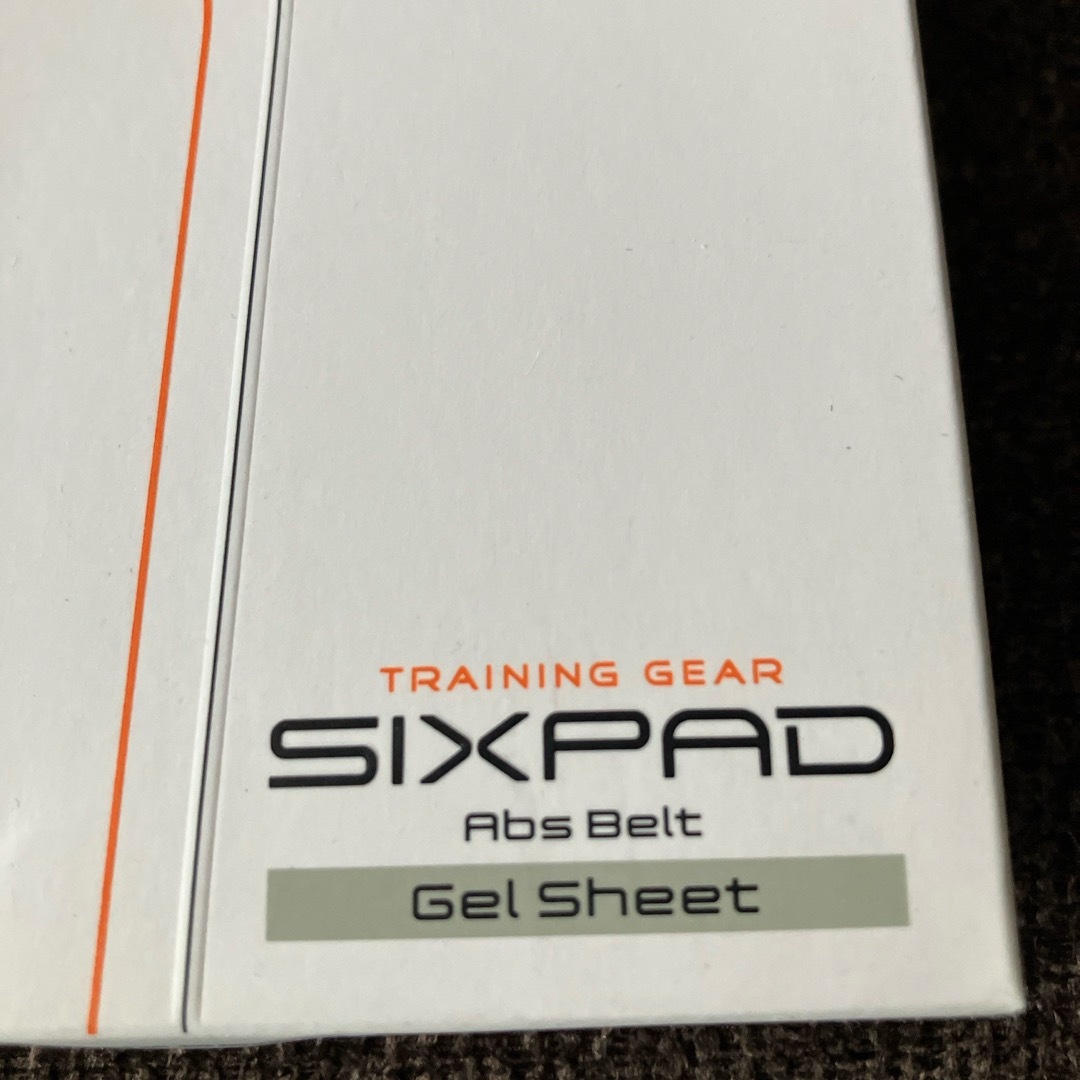 TRAINING GEAR
SIXPAD
Abs Belt
Gel Sheet